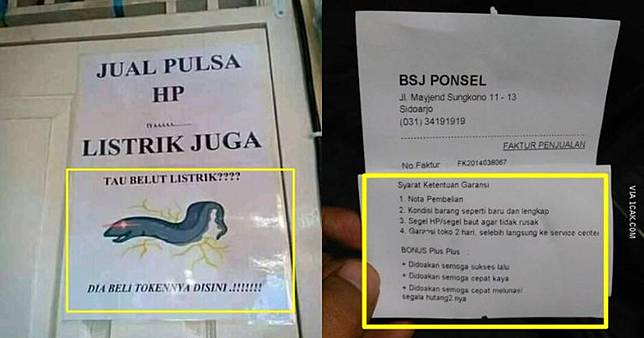 JUAL PULSA
HP
IYAAAAA..........
LISTRIK JUGA
TAU BELUT LISTRIK????
DIA BELI TOKENNYA DISINI .!!!!!!!
BSJ PONSEL
Jl. Mayjend Sungkono 11 - 13
Sidoarjo
(031) 34191919
FAKTUR PENJUALAN
No.Faktur FK2014038067
Syarat Ketentuan Garansi
1. Nota Pembelian
2. Kondisi barang seperti baru dan lengkap
3. Segel HP/segel baut agar tidak rusak
4. Garansi toko 2 hari, selebih langsung ke service center
BONUS Plus Plus :
+ Didoakan semoga sukses lalu
+ Didoakan semoga cepat kaya
+ Didoakan semoga cepat melunasi
segala hutang2.nya
VIA 1CAK.COM